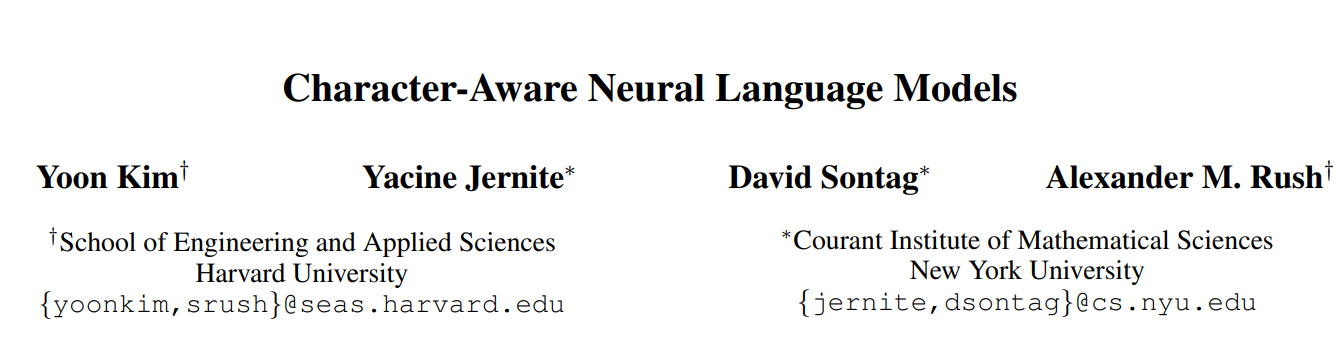 Character-Aware Neural Language Models
Yoon Kim† Yacine Jernite* David Sontag* Alexander M. Rush†
†School of Engineering and Applied Sciences
Harvard University
{yoonkim,srush}@seas.harvard.edu
*Courant Institute of Mathematical Sciences
New York University
{jernite,dsontag}@cs.nyu.edu